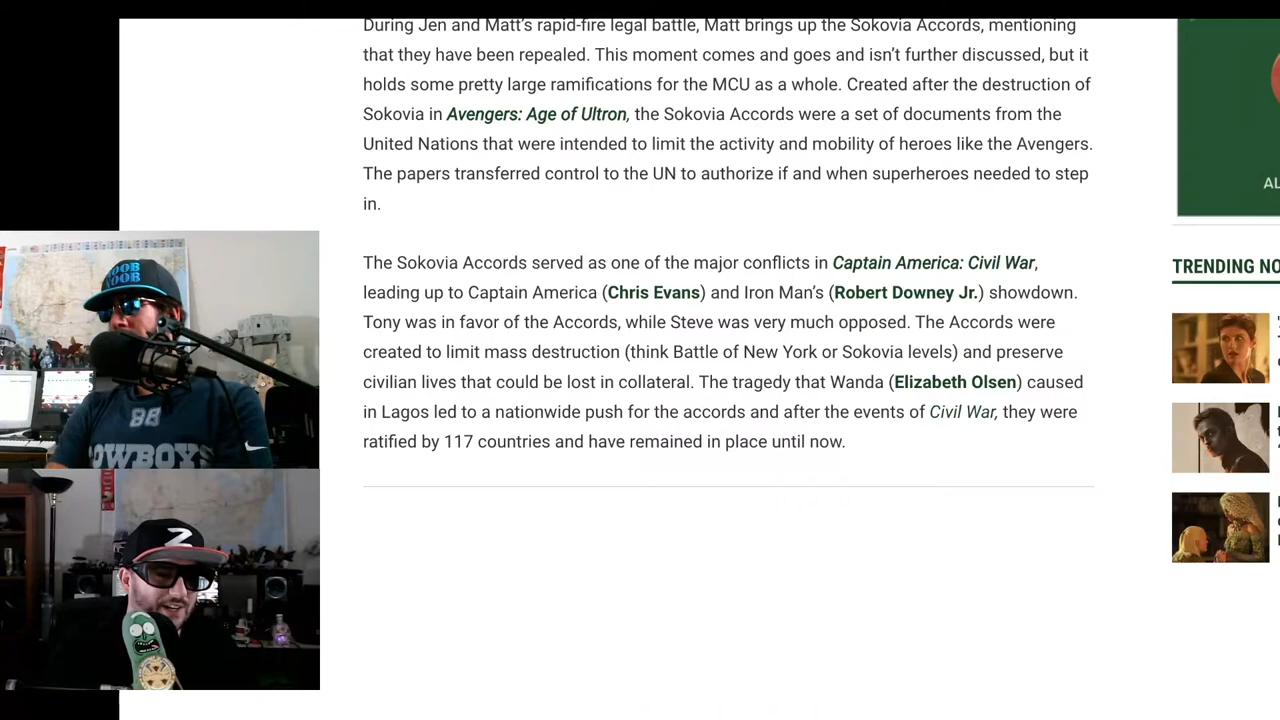 During Jen and Matt's rapid-fire legal battle, Matt brings up the Sokovia Accords, mentioning
that they have been repealed. This moment comes and goes and isn't further discussed, but it
holds some pretty large ramifications for the MCU as a whole. Created after the destruction of
Sokovia in Avengers: Age of Ultron, the Sokovia Accords were a set of documents from the
United Nations that were intended to limit the activity and mobility of heroes like the Avengers.
The papers transferred control to the UN to authorize if and when superheroes needed to step
in.
The Sokovia Accords served as one of the major conflicts in Captain America: Civil War,
leading up to Captain America (Chris Evans) and Iron Man's (Robert Downey Jr.) showdown.
Tony was in favor of the Accords, while Steve was very much opposed. The Accords were
created to limit mass destruction (think Battle of New York or Sokovia levels) and preserve
civilian lives that could be lost in collateral. The tragedy that Wanda (Elizabeth Olsen) caused
in Lagos led to a nationwide push for the accords and after the events of Civil War, they were
ratified by 117 countries and have remained in place until now.
AL
TRENDING NO
NOOB
NOOB
88
COWBOYS